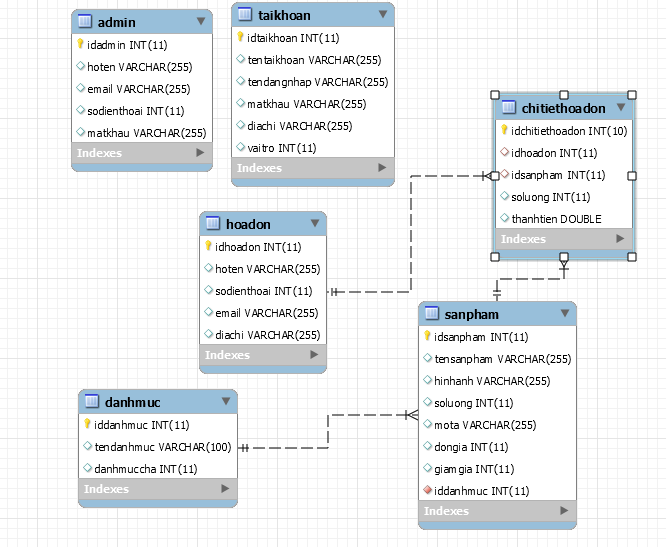 admin
idadmin INT(11)
hoten VARCHAR(255)
email VARCHAR(255)
sodienthoai INT(11)
matkhau VARCHAR(255)
Indexes
taikhoan
idtaikhoan INT(11)
tentaikhoan VARCHAR(255)
tendangnhap VARCHAR(255)
matkhau VARCHAR(255)
diachi VARCHAR(255)
vaitro INT(11)
Indexes
chitiethoadon
idchitiethoadon INT(10)
idhoadon INT(11)
idsanpham INT(11)
soluong INT(11)
thanhtien DOUBLE
Indexes
hoadon
idhoadon INT(11)
hoten VARCHAR(255)
sodienthoai INT(11)
email VARCHAR(255)
diachi VARCHAR(255)
Indexes
sanpham
idsanpham INT(11)
tensanpham VARCHAR(255)
hinhanh VARCHAR(255)
soluong INT(11)
mota VARCHAR(255)
dongia INT(11)
giamgia INT(11)
iddanhmuc INT(11)
Indexes
danhmuc
iddanhmuc INT(11)
tendanhmuc VARCHAR(100)
danhmuccha INT(11)
Indexes